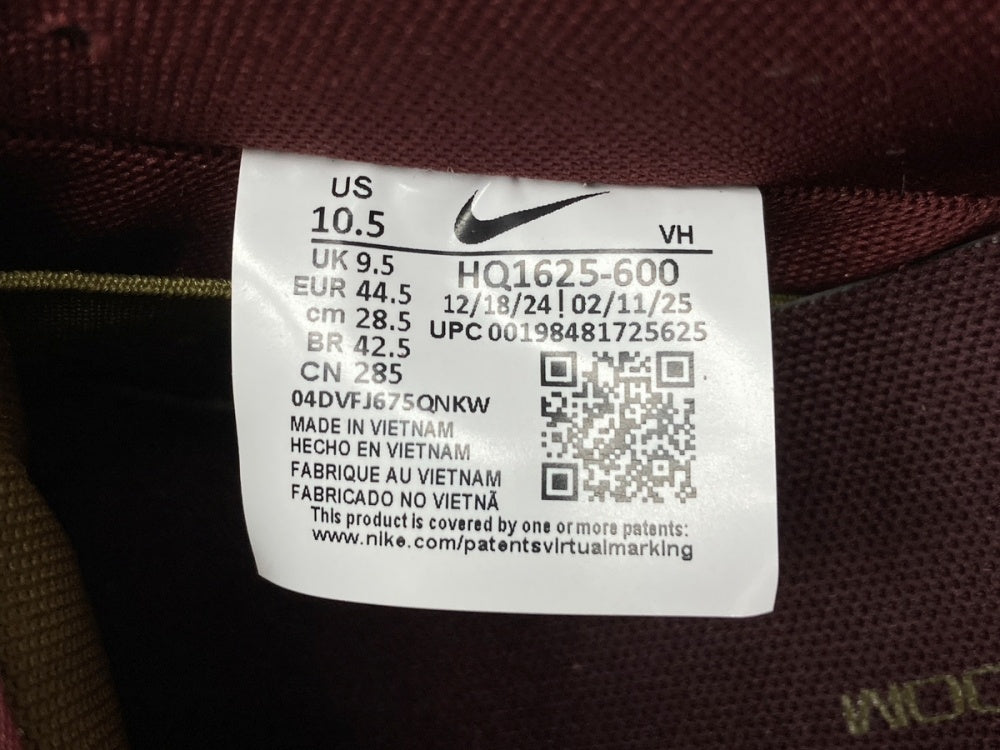 US
10.5
VH
UK 9.5
EUR 44.5
cm 28.5
BR 42.5
CN 285
HQ1625-600
12/18/24 | 02/11/25
UPC 00198481725625
04DVFJ675QNKW
MADE IN VIETNAM
HECHO EN VIETNAM
FABRIQUE AU VIETNAM
FABRICADO NO VIETNÃ
This product is covered by one or more patents:
www.nike.com/patentsvirtualmarking